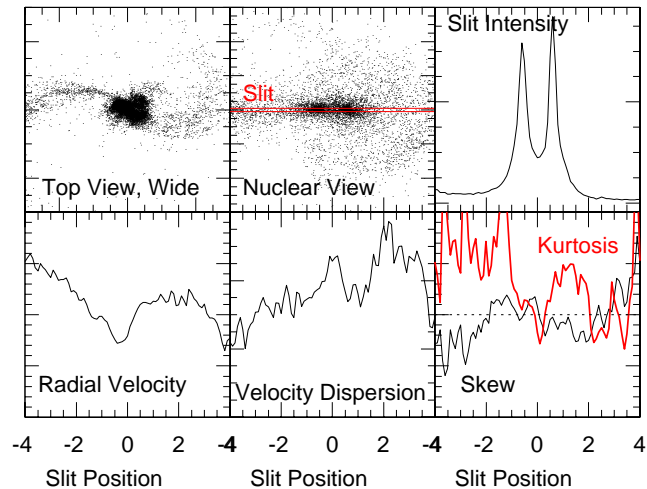 Top View, Wide
Slit
Nuclear View
Slit Intensity
Radial Velocity
Velocity Dispersion
Kurtosis
Skew
-4 -2 0 2 -4 -2 0 2 -4 -2 0 2 4
Slit Position Slit Position Slit Position